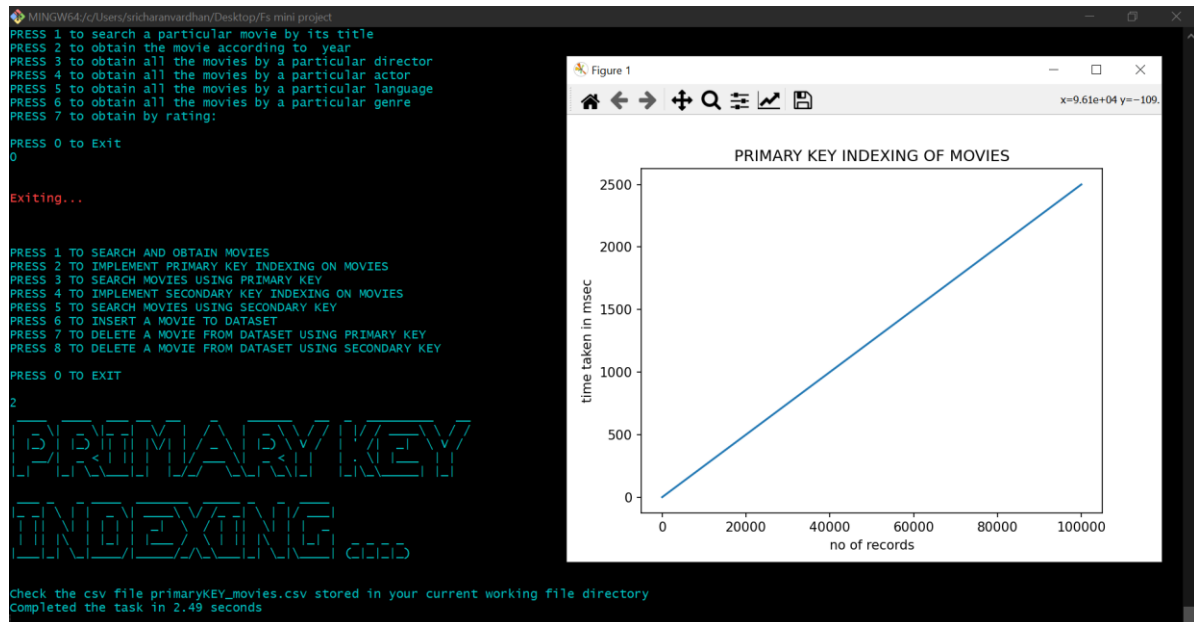 MINGW64:/c/Users/sricharanvardhan/Desktop/Fs mini project
PRESS 1 to search a particular movie by its title
PRESS 2 to obtain the movie according to  year
PRESS 3 to obtain all the movies by a particular director
PRESS 4 to obtain all the movies by a particular actor
PRESS 5 to obtain all the movies by a particular language
PRESS 6 to obtain all the movies by a particular genre
PRESS 7 to obtain by rating:
PRESS 0 to Exit
0
Exiting...
PRESS 1 TO SEARCH AND OBTAIN MOVIES
PRESS 2 TO IMPLEMENT PRIMARY KEY INDEXING ON MOVIES
PRESS 3 TO SEARCH MOVIES USING PRIMARY KEY
PRESS 4 TO IMPLEMENT SECONDARY KEY INDEXING ON MOVIES
PRESS 5 TO SEARCH MOVIES USING SECONDARY KEY
PRESS 6 TO INSERT A MOVIE TO DATASET
PRESS 7 TO DELETE A MOVIE FROM DATASET USING PRIMARY KEY
PRESS 8 TO DELETE A MOVIE FROM DATASET USING SECONDARY KEY
PRESS 0 TO EXIT
2
PRIMARY KEY
INDEXING....
Check the csv file primaryKEY_movies.csv stored in your current working file directory
Completed the task in 2.49 seconds
Figure 1
x=9.61e+04 y=−109.
PRIMARY KEY INDEXING OF MOVIES
2500
2000
1500
1000
500
0
time taken in msec
0 20000 40000 60000 80000 100000
no of records